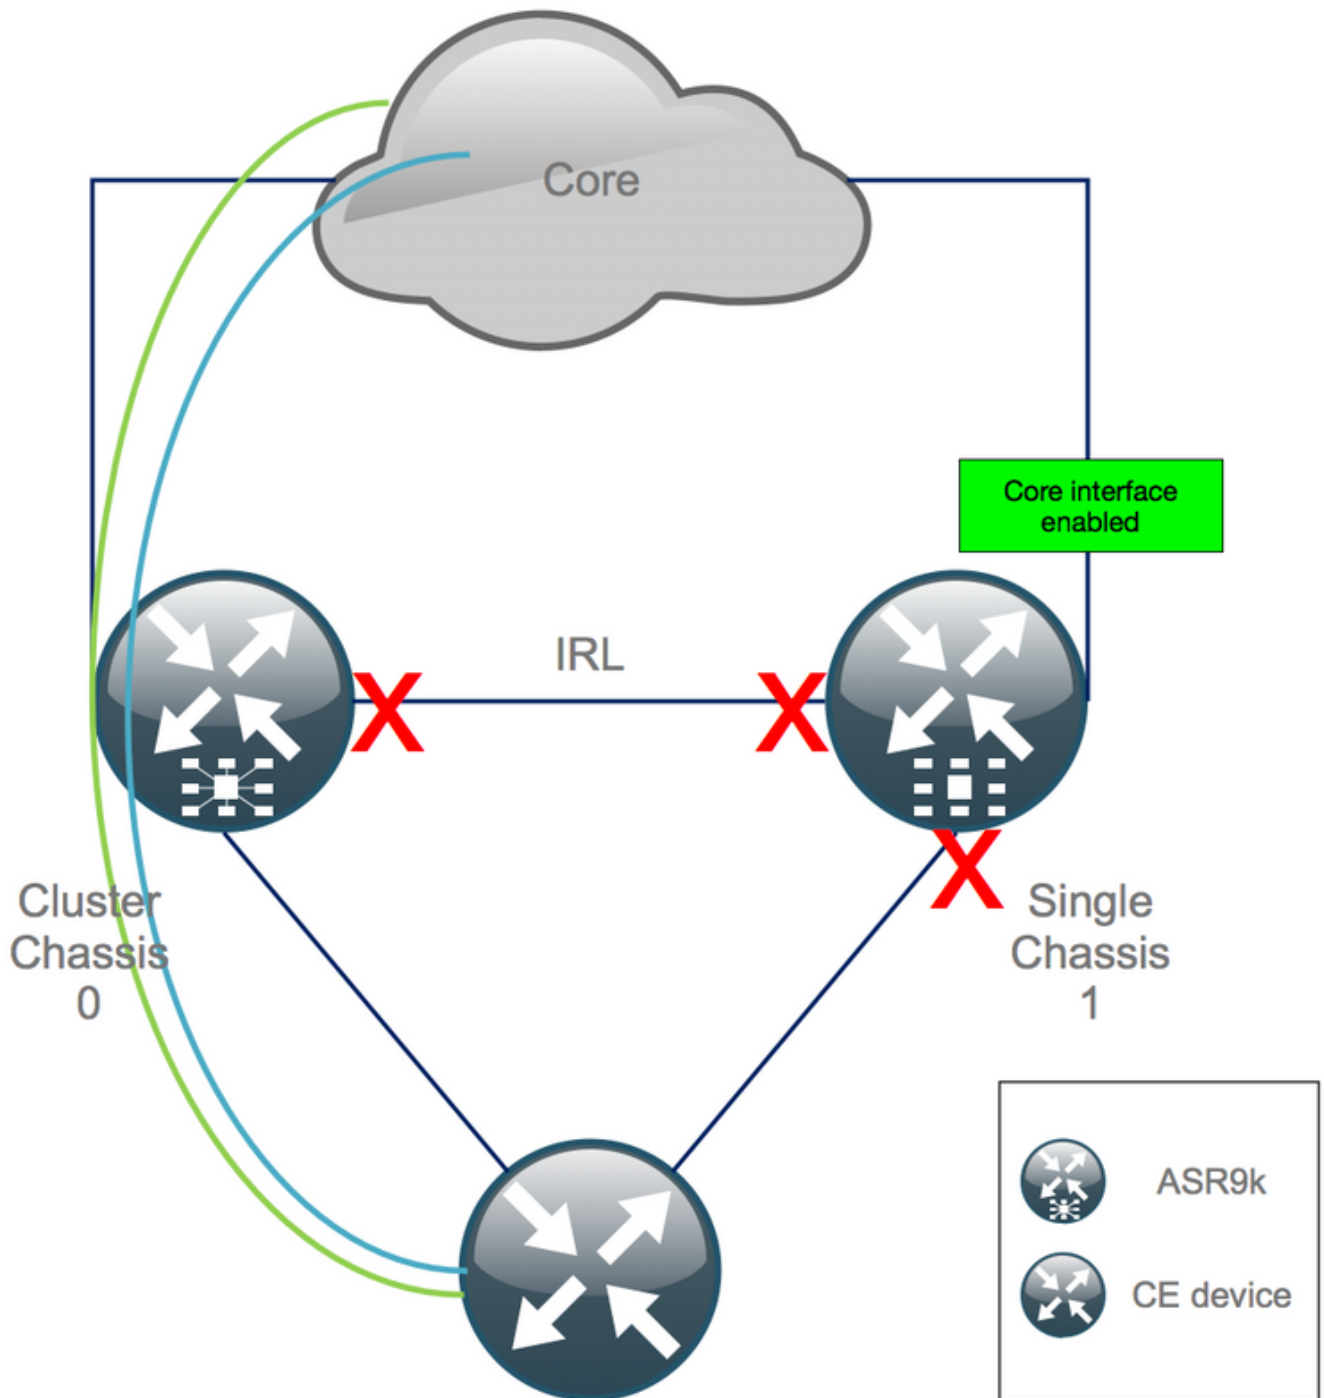 Core
Core interface
enabled
IRL
Cluster
Chassis
0
Single
Chassis
1
ASR9k
CE device